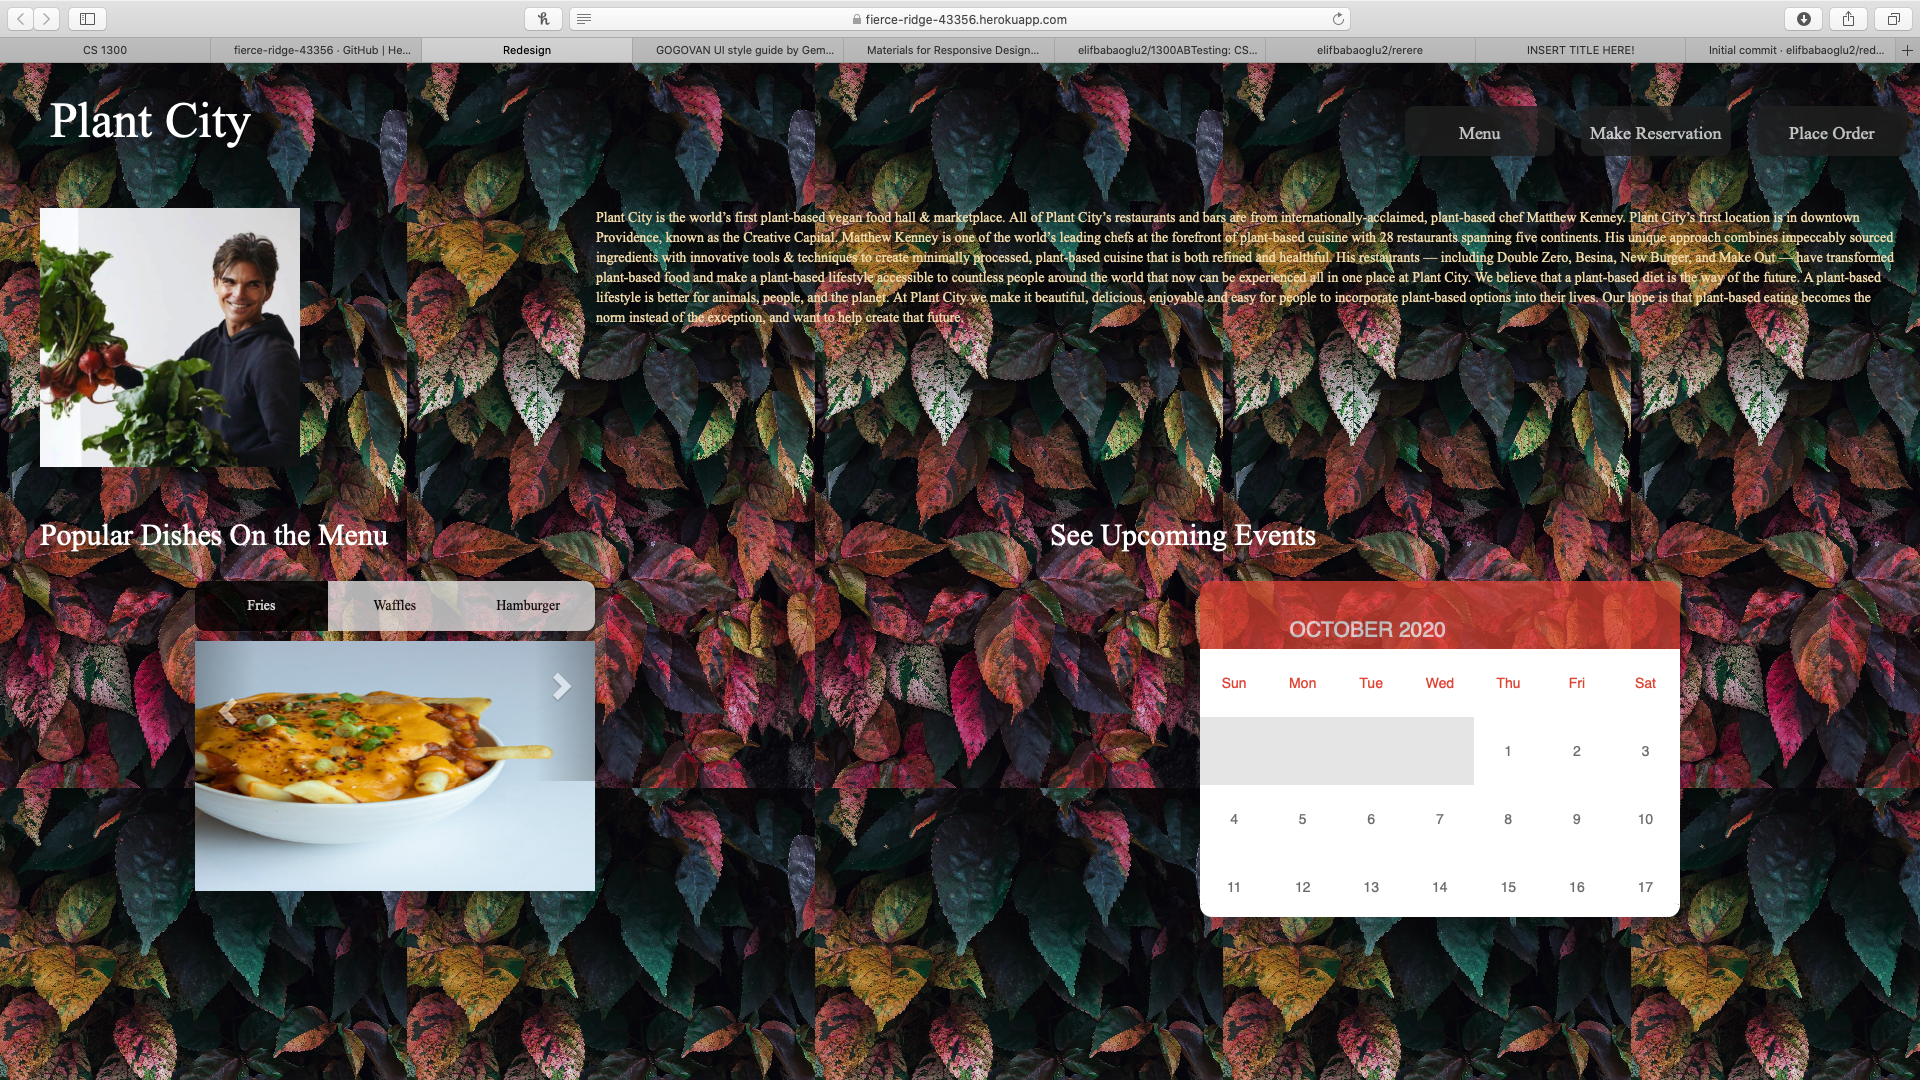 fierce-ridge-43356.herokuapp.com
CS 1300
fierce-ridge-43356 · GitHub | He...
Redesign
GOGOVAN UI style guide by Gem...
Materials for Responsive Design...
elifbabaoglu2/1300ABTesting: CS...
elifbabaoglu2/rerere
INSERT TITLE HERE!
Initial commit · elifbabaoglu2/red...
Plant City
Menu
Make Reservation
Place Order
Plant City is the world’s first plant-based vegan food hall & marketplace. All of Plant City’s restaurants and bars are from internationally-acclaimed, plant-based chef Matthew Kenney. Plant City’s first location is in downtown
Providence, known as the Creative Capital. Matthew Kenney is one of the world’s leading chefs at the forefront of plant-based cuisine with 28 restaurants spanning five continents. His unique approach combines impeccably sourced
ingredients with innovative tools & techniques to create minimally processed, plant-based cuisine that is both refined and healthful. His restaurants — including Double Zero, Besina, New Burger, and Make Out — have transformed
plant-based food and make a plant-based lifestyle accessible to countless people around the world that now can be experienced all in one place at Plant City. We believe that a plant-based diet is the way of the future. A plant-based
lifestyle is better for animals, people, and the planet. At Plant City we make it beautiful, delicious, enjoyable and easy for people to incorporate plant-based options into their lives. Our hope is that plant-based eating becomes the
norm instead of the exception, and want to help create that future.
Popular Dishes On the Menu
Fries
Waffles
Hamburger
See Upcoming Events
OCTOBER 2020
Sun Mon Tue Wed Thu Fri Sat
1 2 3
4 5 6 7 8 9 10
11 12 13 14 15 16 17